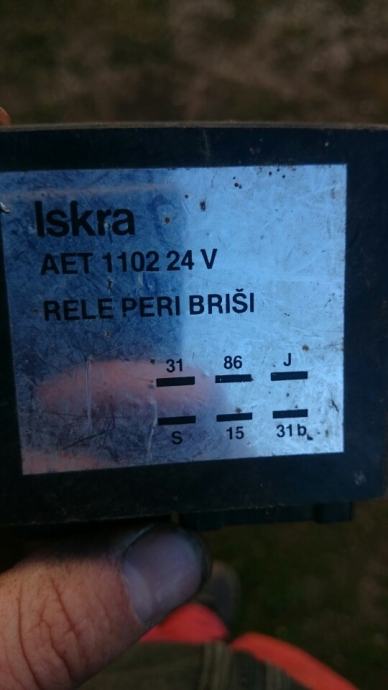 Iskra
AET 1102 24 V
RELE PERI BRIŠI
31 86 J
S 15 31b